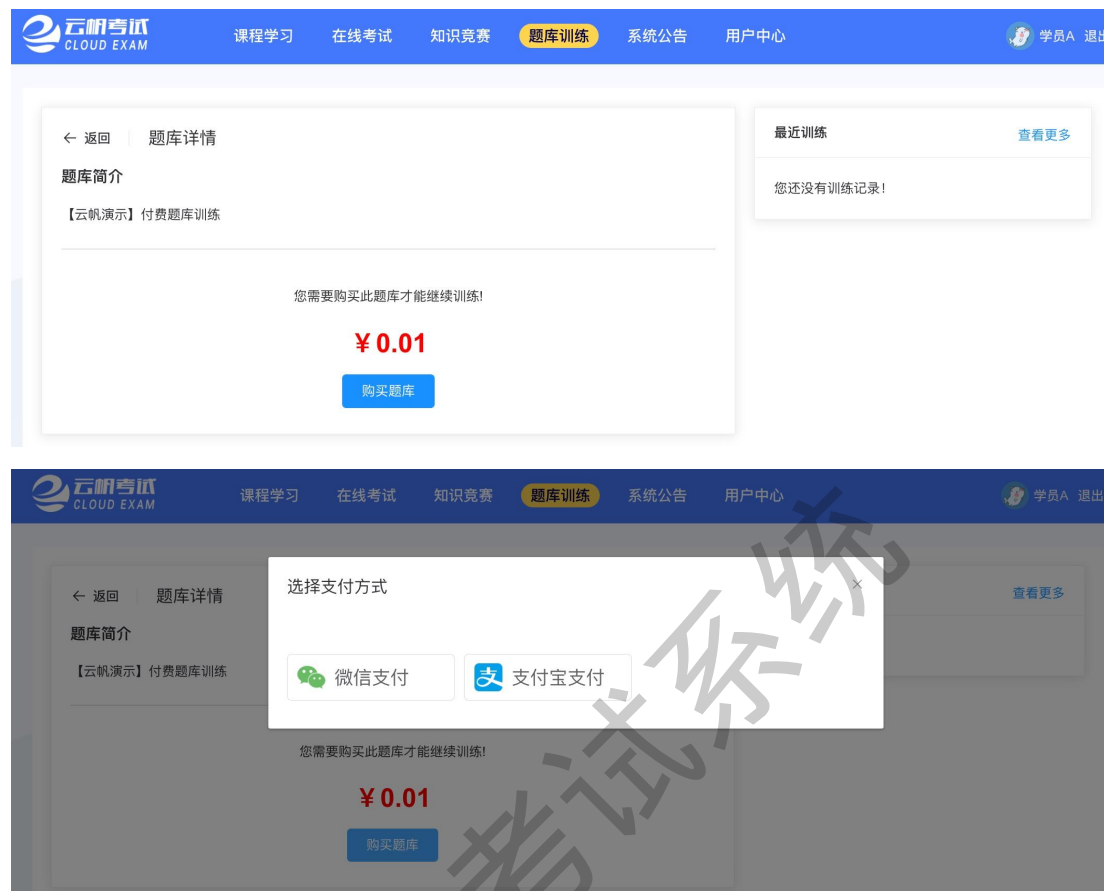 云帆考试
CLOUD EXAM
课程学习 在线考试 知识竞赛 题库训练 系统公告 用户中心 学员A 退出
← 返回 题库详情
题库简介
【云帆演示】付费题库训练
您需要购买此题库才能继续训练!
¥ 0.01
购买题库
最近训练 查看更多
您还没有训练记录!
云帆考试
CLOUD EXAM
课程学习 在线考试 知识竞赛 题库训练 系统公告 用户中心 学员A 退出
← 返回 题库详情
题库简介
【云帆演示】付费题库训练
选择支付方式 ×
微信支付 支付宝支付
查看更多
您需要购买此题库才能继续训练!
¥ 0.01
购买题库
考试系统